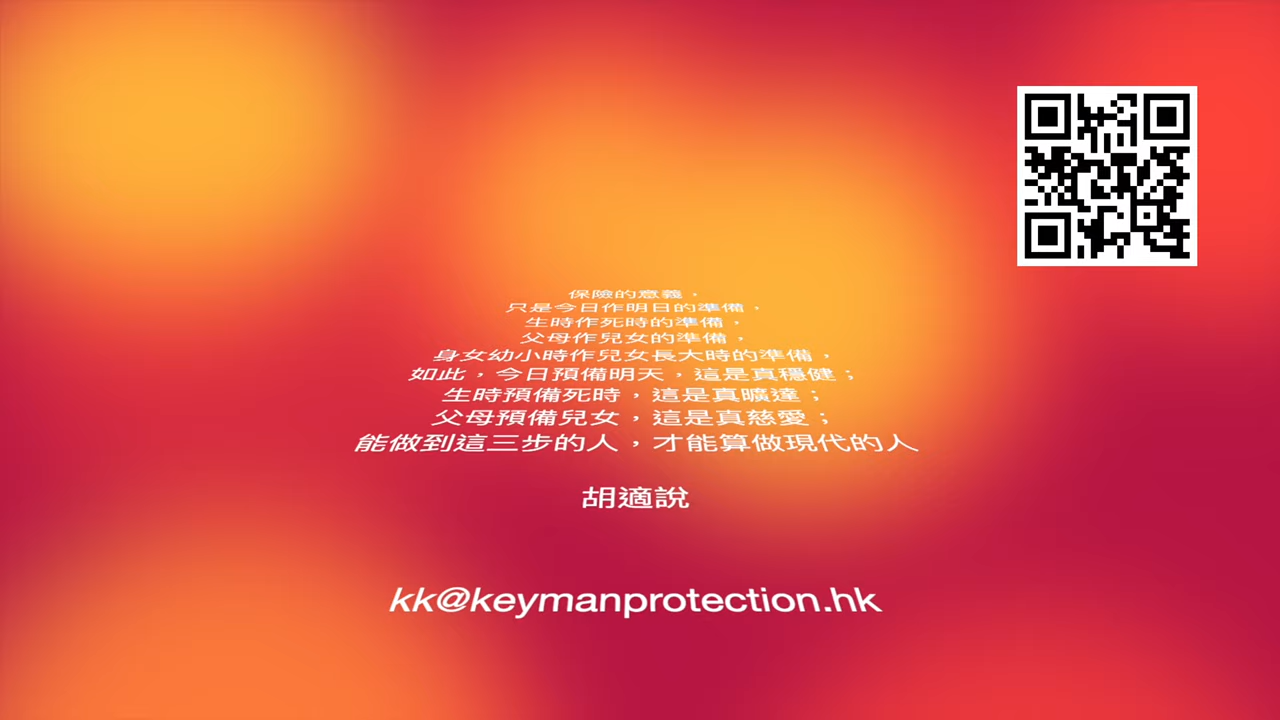 保險的意義，
只是今日作明日的準備，
生時作死時的準備，
父母作兒女的準備，
身女幼小時作兒女長大時的準備，
如此，今日預備明天，這是真穩健；
生時預備死時，這是真曠達；
父母預備兒女，這是真慈愛；
能做到這三步的人，才能算做現代的人
胡適說
kk@keymanprotection.hk